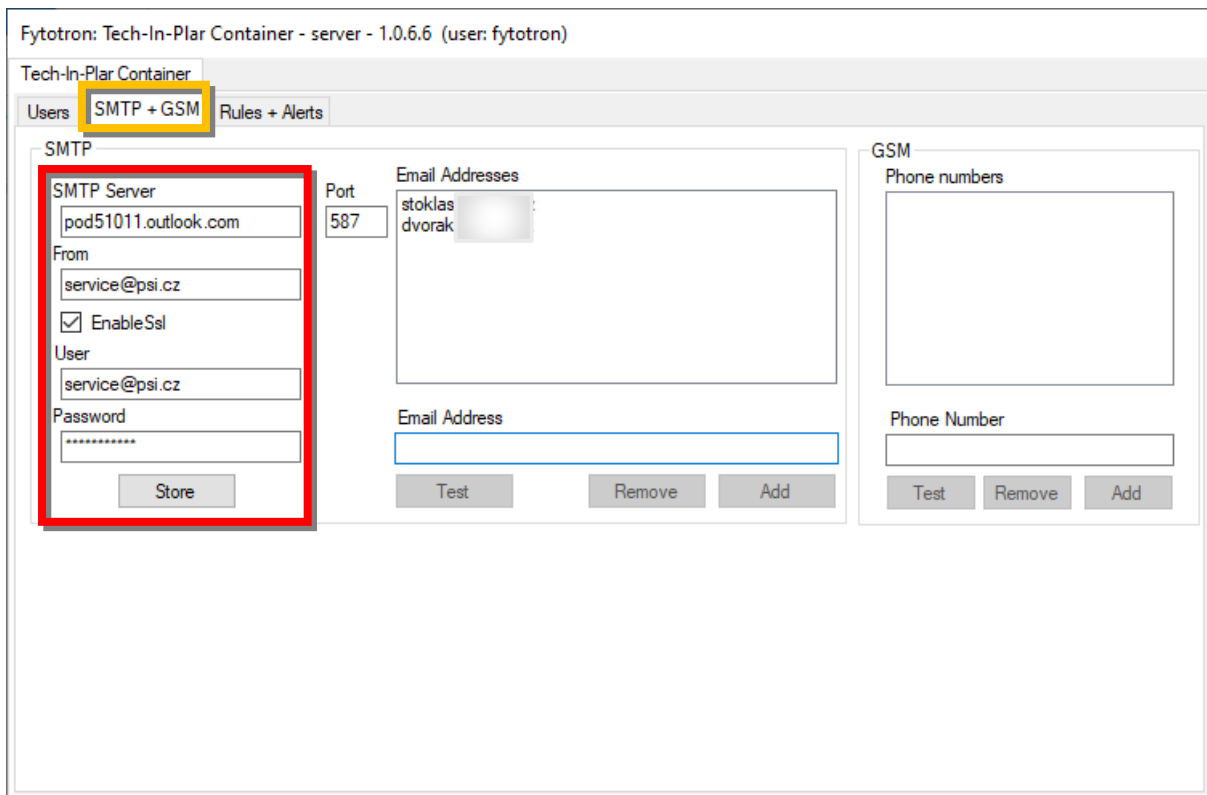 Fytotron: Tech-In-Plar Container - server - 1.0.6.6 (user: fytotron)
Tech-In-Plar Container
Users SMTP + GSM Rules + Alerts
SMTP
SMTP Server
pod51011.outlook.com
From
service@psi.cz
EnableSsl
User
service@psi.cz
Password
***********
Store
Port
587
Email Addresses
stoklas
dvorak
Email Address
Test Remove Add
GSM
Phone numbers
Phone Number
Test Remove Add